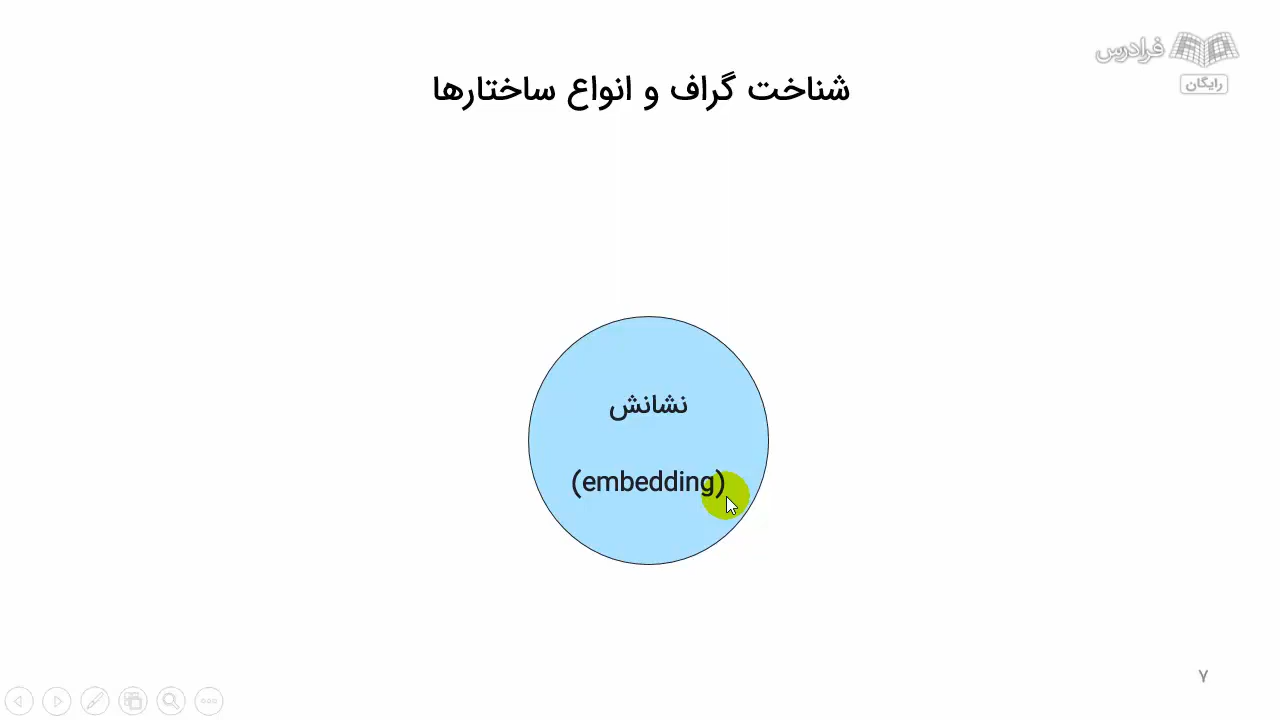 فرادرس
رایگان
شناخت گراف و انواع ساختارها
نشانش
(embedding)
۷